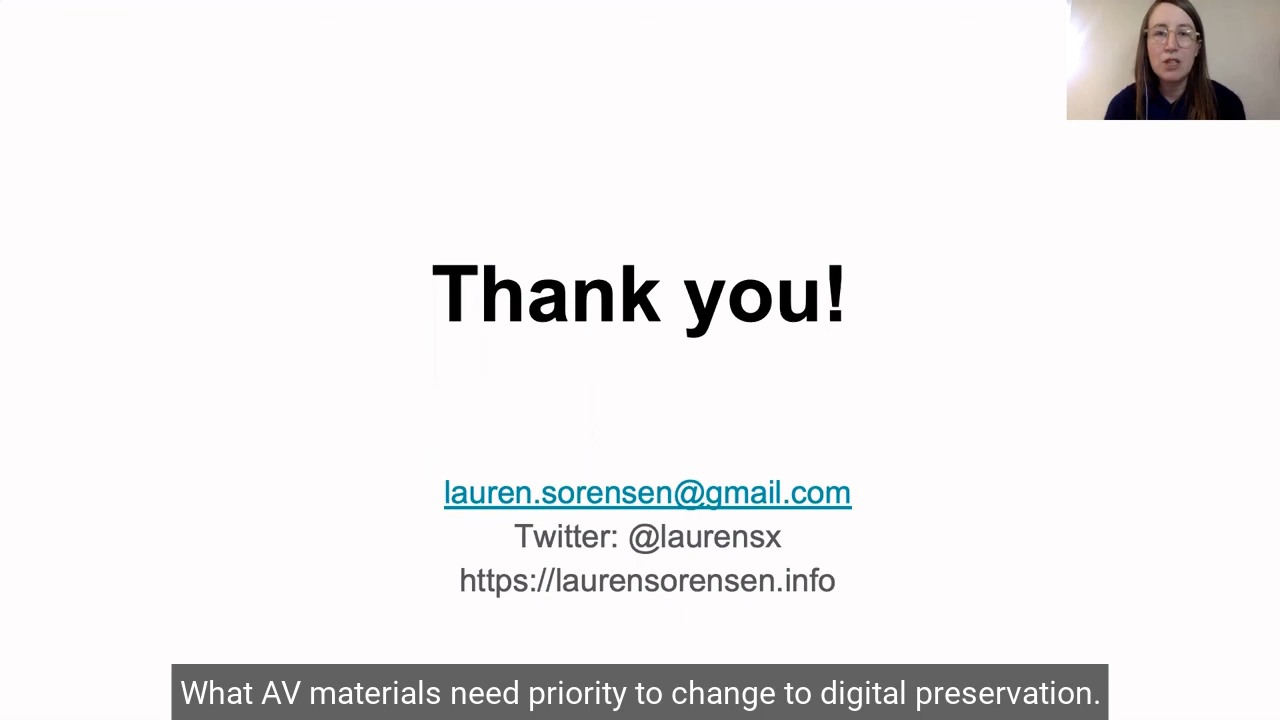 Thank you!
lauren.sorensen@gmail.com
Twitter: @laurensx
https://laurensorensen.info
What AV materials need priority to change to digital preservation.